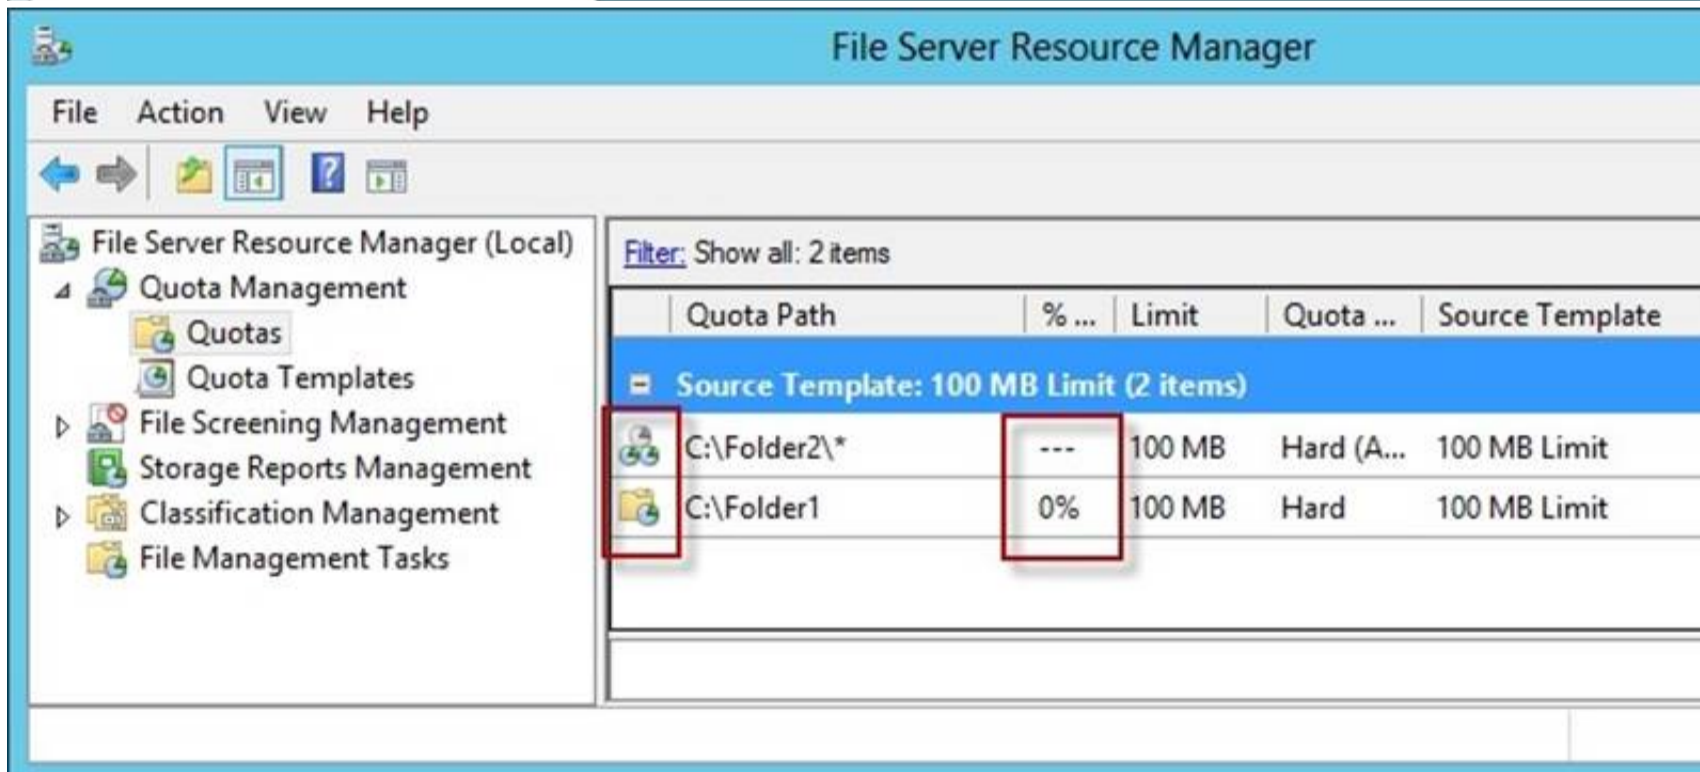 File Server Resource Manager
File Action View Help
File Server Resource Manager (Local)
Quota Management
Quotas
Quota Templates
File Screening Management
Storage Reports Management
Classification Management
File Management Tasks
Filter: Show all: 2 items
Quota Path % ... Limit Quota ... Source Template
Source Template: 100 MB Limit (2 items)
C:\Folder2\* --- 100 MB Hard (A... 100 MB Limit
C:\Folder1 0% 100 MB Hard 100 MB Limit